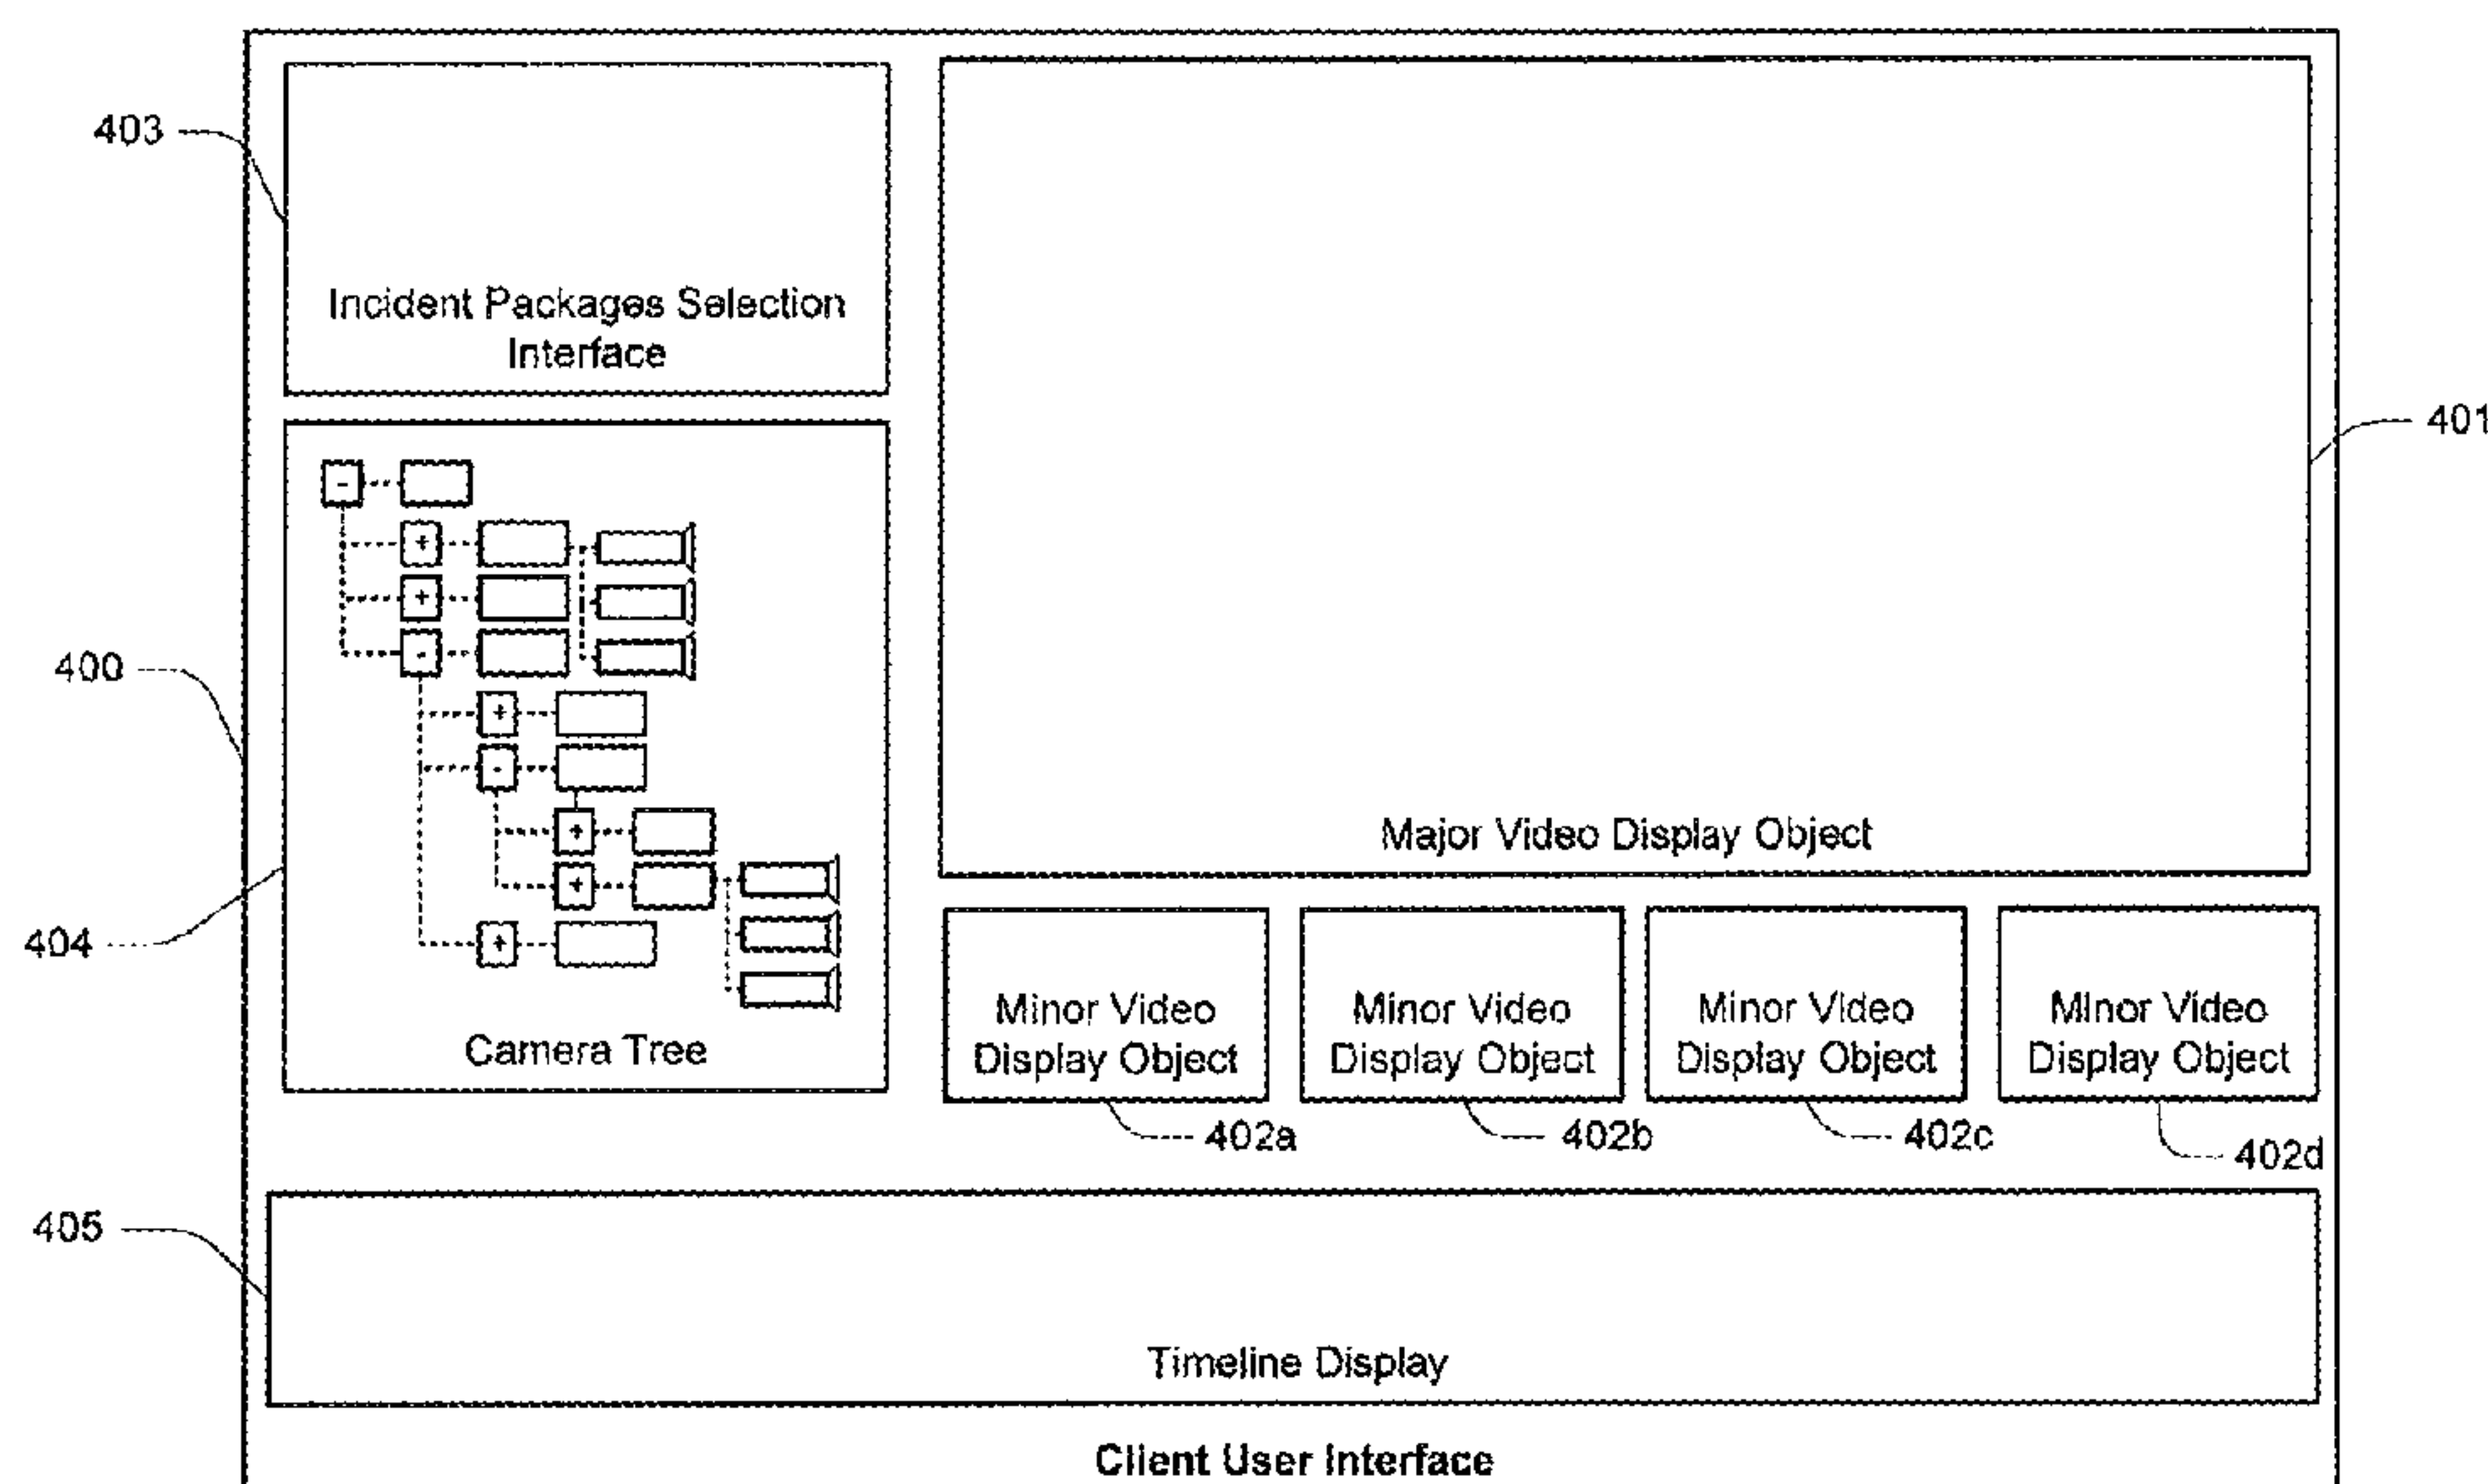 403
Incident Packages Selection
Interface
401
-
+
+
-
400
+
-
+
+
+
404
Camera Tree
Major Video Display Object
Minor Video
Display Object
Minor Video
Display Object
Minor Video
Display Object
Minor Video
Display Object
402a
402b
402c
402d
405
Timeline Display
Client User Interface